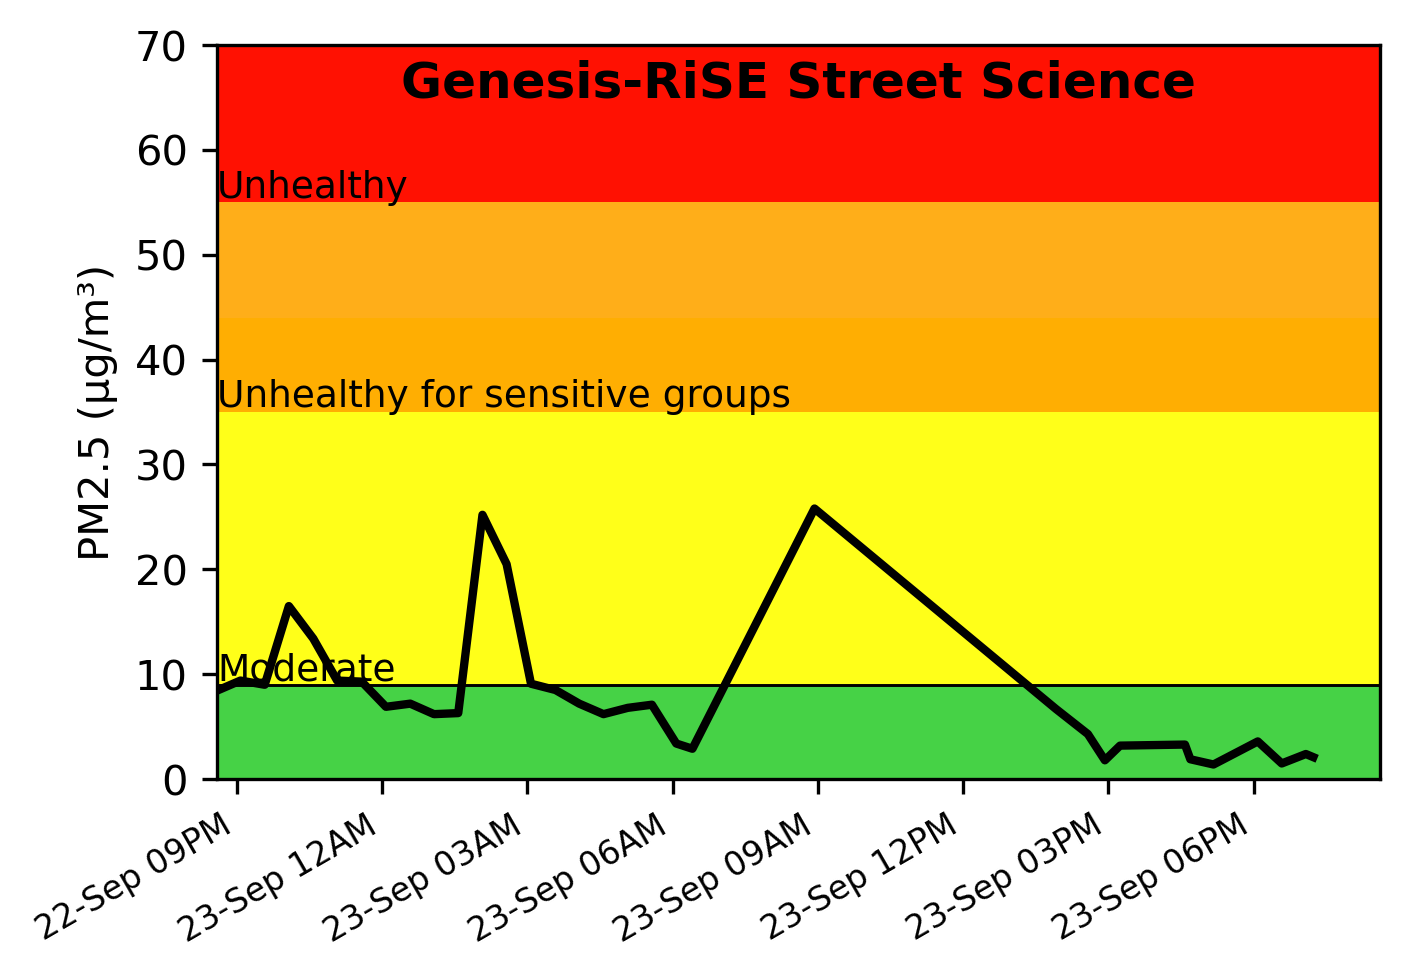 Genesis-RiSE Street Science
PM2.5 (µg/m³)
70
60
50
40
30
20
10
0
Unhealthy
Unhealthy for sensitive groups
Moderate
22-Sep 09PM
23-Sep 12AM
23-Sep 03AM
23-Sep 06AM
23-Sep 09AM
23-Sep 12PM
23-Sep 03PM
23-Sep 06PM